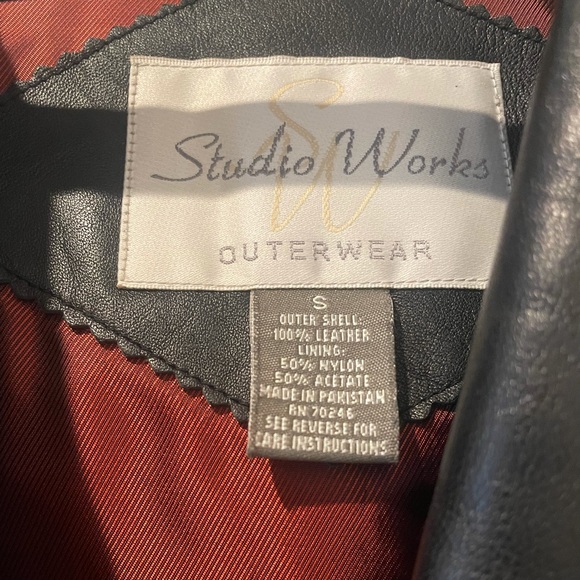 Studio Works
OUTERWEAR
S
OUTER SHELL:
100% LEATHER
LINING:
50% NYLON
50% ACETATE
MADE IN PAKISTAN
RN 70246
SEE REVERSE FOR
CARE INSTRUCTIONS